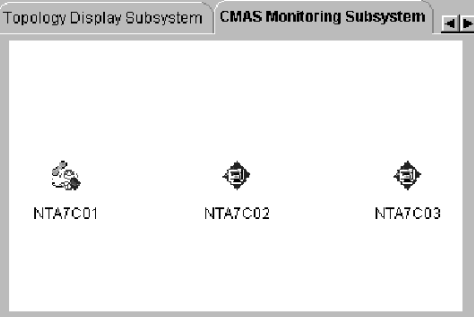 Topology Display Subsystem CMAS Monitoring Subsystem
NTA7C01 NTA7C02 NTA7C03